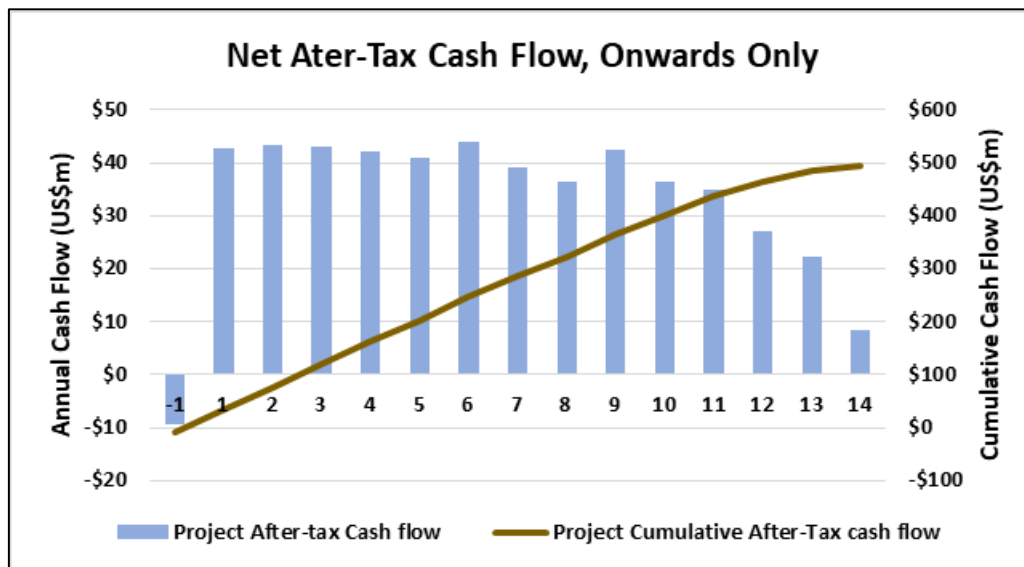 Net Ater-Tax Cash Flow, Onwards Only
Annual Cash Flow (US$m)
$50
$40
$30
$20
$10
$0
-$10
-$20
-1 1 2 3 4 5 6 7 8 9 10 11 12 13 14
$600
$500
$400
$300
$200
$100
$0
-$100
Cumulative Cash Flow (US$m)
Project After-tax Cash flow
Project Cumulative After-Tax cash flow